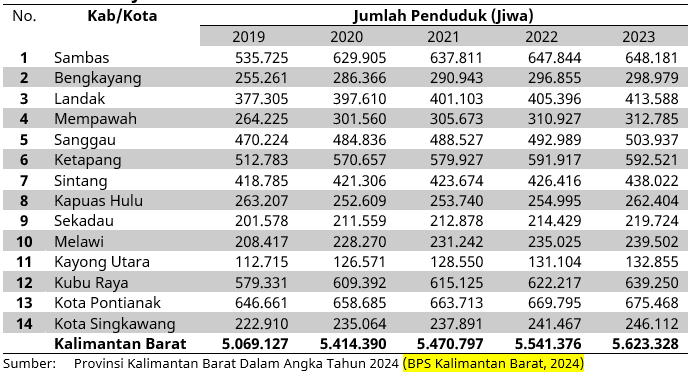 No. Kab/Kota Jumlah Penduduk (Jiwa)
2019 2020 2021 2022 2023
1 Sambas 535.725 629.905 637.811 647.844 648.181
2 Bengkayang 255.261 286.366 290.943 296.855 298.979
3 Landak 377.305 397.610 401.103 405.396 413.588
4 Mempawah 264.225 301.560 305.673 310.927 312.785
5 Sanggau 470.224 484.836 488.527 492.989 503.937
6 Ketapang 512.783 570.657 579.927 591.917 592.521
7 Sintang 418.785 421.306 423.674 426.416 438.022
8 Kapuas Hulu 263.207 252.609 253.740 254.995 262.404
9 Sekadau 201.578 211.559 212.878 214.429 219.724
10 Melawi 208.417 228.270 231.242 235.025 239.502
11 Kayong Utara 112.715 126.571 128.550 131.104 132.855
12 Kubu Raya 579.331 609.392 615.125 622.217 639.250
13 Kota Pontianak 646.661 658.685 663.713 669.795 675.468
14 Kota Singkawang 222.910 235.064 237.891 241.467 246.112
Kalimantan Barat 5.069.127 5.414.390 5.470.797 5.541.376 5.623.328
Sumber: Provinsi Kalimantan Barat Dalam Angka Tahun 2024 (BPS Kalimantan Barat, 2024)